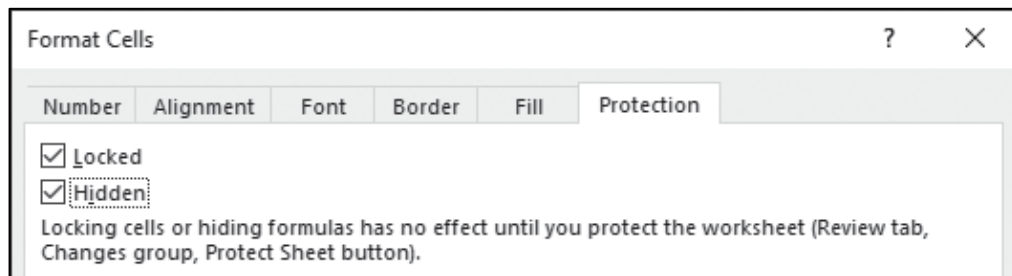 Format Cells ?
Number Alignment Font Border Fill Protection
Locked
Hidden
Locking cells or hiding formulas has no effect until you protect the worksheet (Review tab,
Changes group, Protect Sheet button).